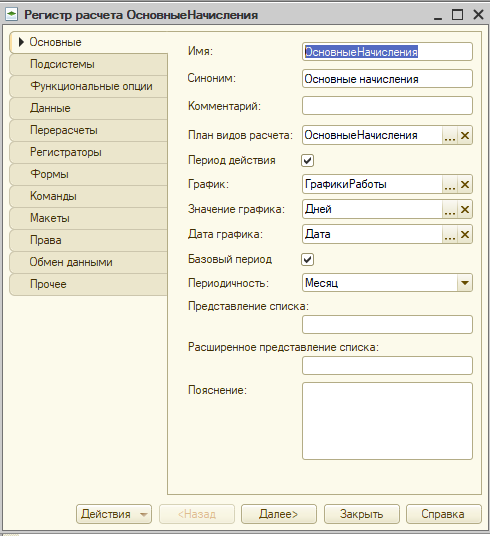 Регистр расчета ОсновныеНачисления
Основные
Подсистемы
Функциональные опции
Данные
Перерасчеты
Регистраторы
Формы
Команды
Макеты
Права
Обмен данными
Прочее
Имя: ОсновныеНачисления
Синоним: Основные начисления
Комментарий:
План видов расчета: ОсновныеНачисления ...
Период действия
График: ГрафикиРаботы ...
Значение графика: Дней ...
Дата графика: Дата ...
Базовый период
Периодичность: Месяц
Представление списка:
Расширенное представление списка:
Пояснение:
Действия <Назад Далее> Закрыть Справка